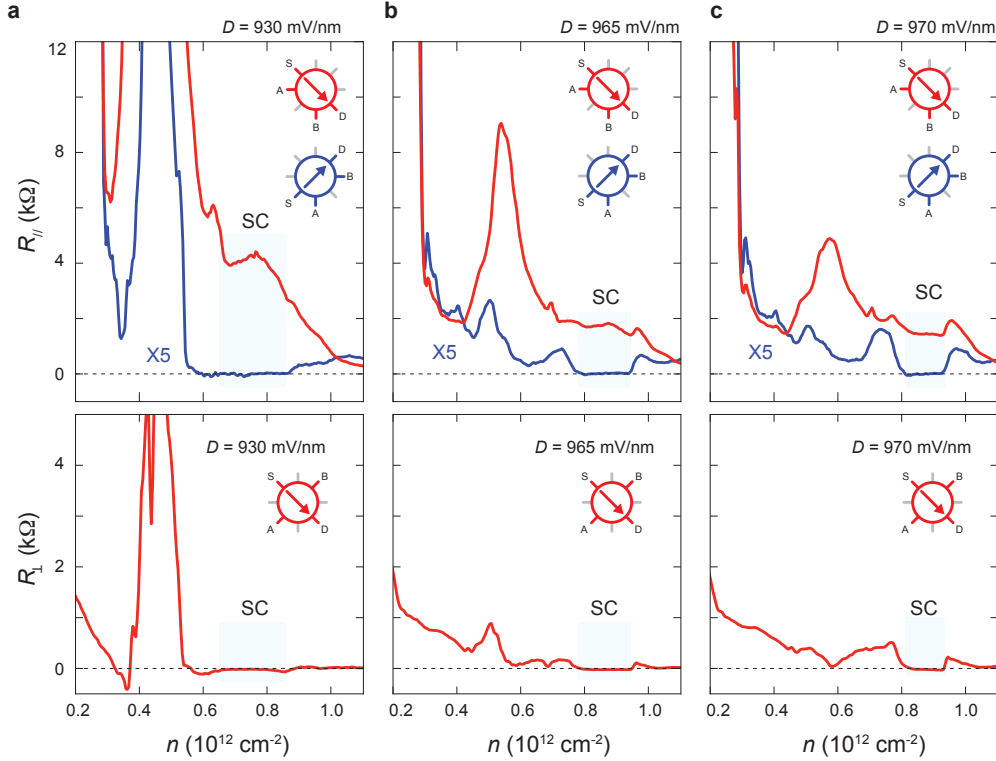 a
D = 930 mV/nm
12
8
4
0
R// (kΩ)
S
A
D
B
D
B
S
A
SC
X5
b
D = 965 mV/nm
S
A
D
B
D
B
S
A
SC
X5
c
D = 970 mV/nm
S
A
D
B
D
B
S
A
SC
X5
D = 930 mV/nm
4
2
0
R⊥ (kΩ)
S
B
A
D
SC
0.2 0.4 0.6 0.8 1.0
n (10¹² cm⁻²)
D = 965 mV/nm
S
B
A
D
SC
0.2 0.4 0.6 0.8 1.0
n (10¹² cm⁻²)
D = 970 mV/nm
S
B
A
D
SC
0.2 0.4 0.6 0.8 1.0
n (10¹² cm⁻²)